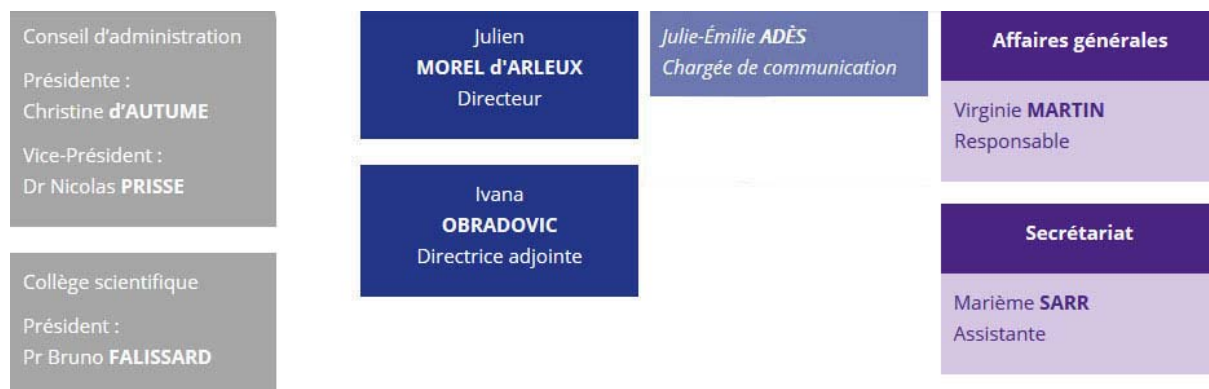 Conseil d’administration
Présidente :
Christine d’AUTUME
Vice-Président :
Dr Nicolas PRISSE
Collège scientifique
Président :
Pr Bruno FALISSARD
Julien
MOREL d'ARLEUX
Directeur
Ivana
OBRADOVIC
Directrice adjointe
Julie-Émilie ADÈS
Chargée de communication
Affaires générales
Virginie MARTIN
Responsable
Secrétariat
Marième SARR
Assistante